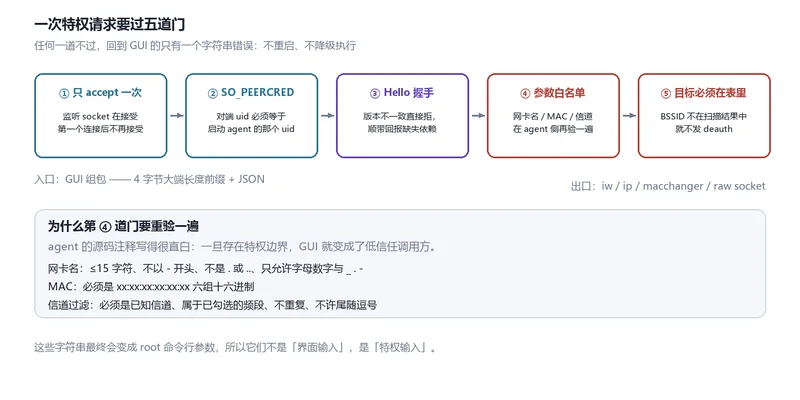 一次特权请求要过五道门
任何一道不过，回到 GUI 的只有一个字符串错误：不重启、不降级执行
① 只 accept 一次
监听 socket 在接受
第一个连接后不再接受
② SO_PEERCRED
对端 uid 必须等于
启动 agent 的那个 uid
③ Hello 握手
版本不一致直接拒，
顺带回报缺失依赖
④ 参数白名单
网卡名 / MAC / 信道
在 agent 侧再验一遍
⑤ 目标必须在表里
BSSID 不在扫描结果中
就不发 deauth
入口：GUI 组包 —— 4 字节大端长度前缀 + JSON
出口：iw / ip / macchanger / raw socket
为什么第 ④ 道门要重验一遍
agent 的源码注释写得很直白：一旦存在特权边界，GUI 就变成了低信任调用方。
网卡名：≤15 字符、不以 - 开头、不是 . 或 ..、只允许字母数字与 _ . -
MAC：必须是 xx:xx:xx:xx:xx:xx 六组十六进制
信道过滤：必须是已知信道、属于已勾选的频段、不重复、不许尾随逗号
这些字符串最终会变成 root 命令行参数，所以它们不是「界面输入」，是「特权输入」。